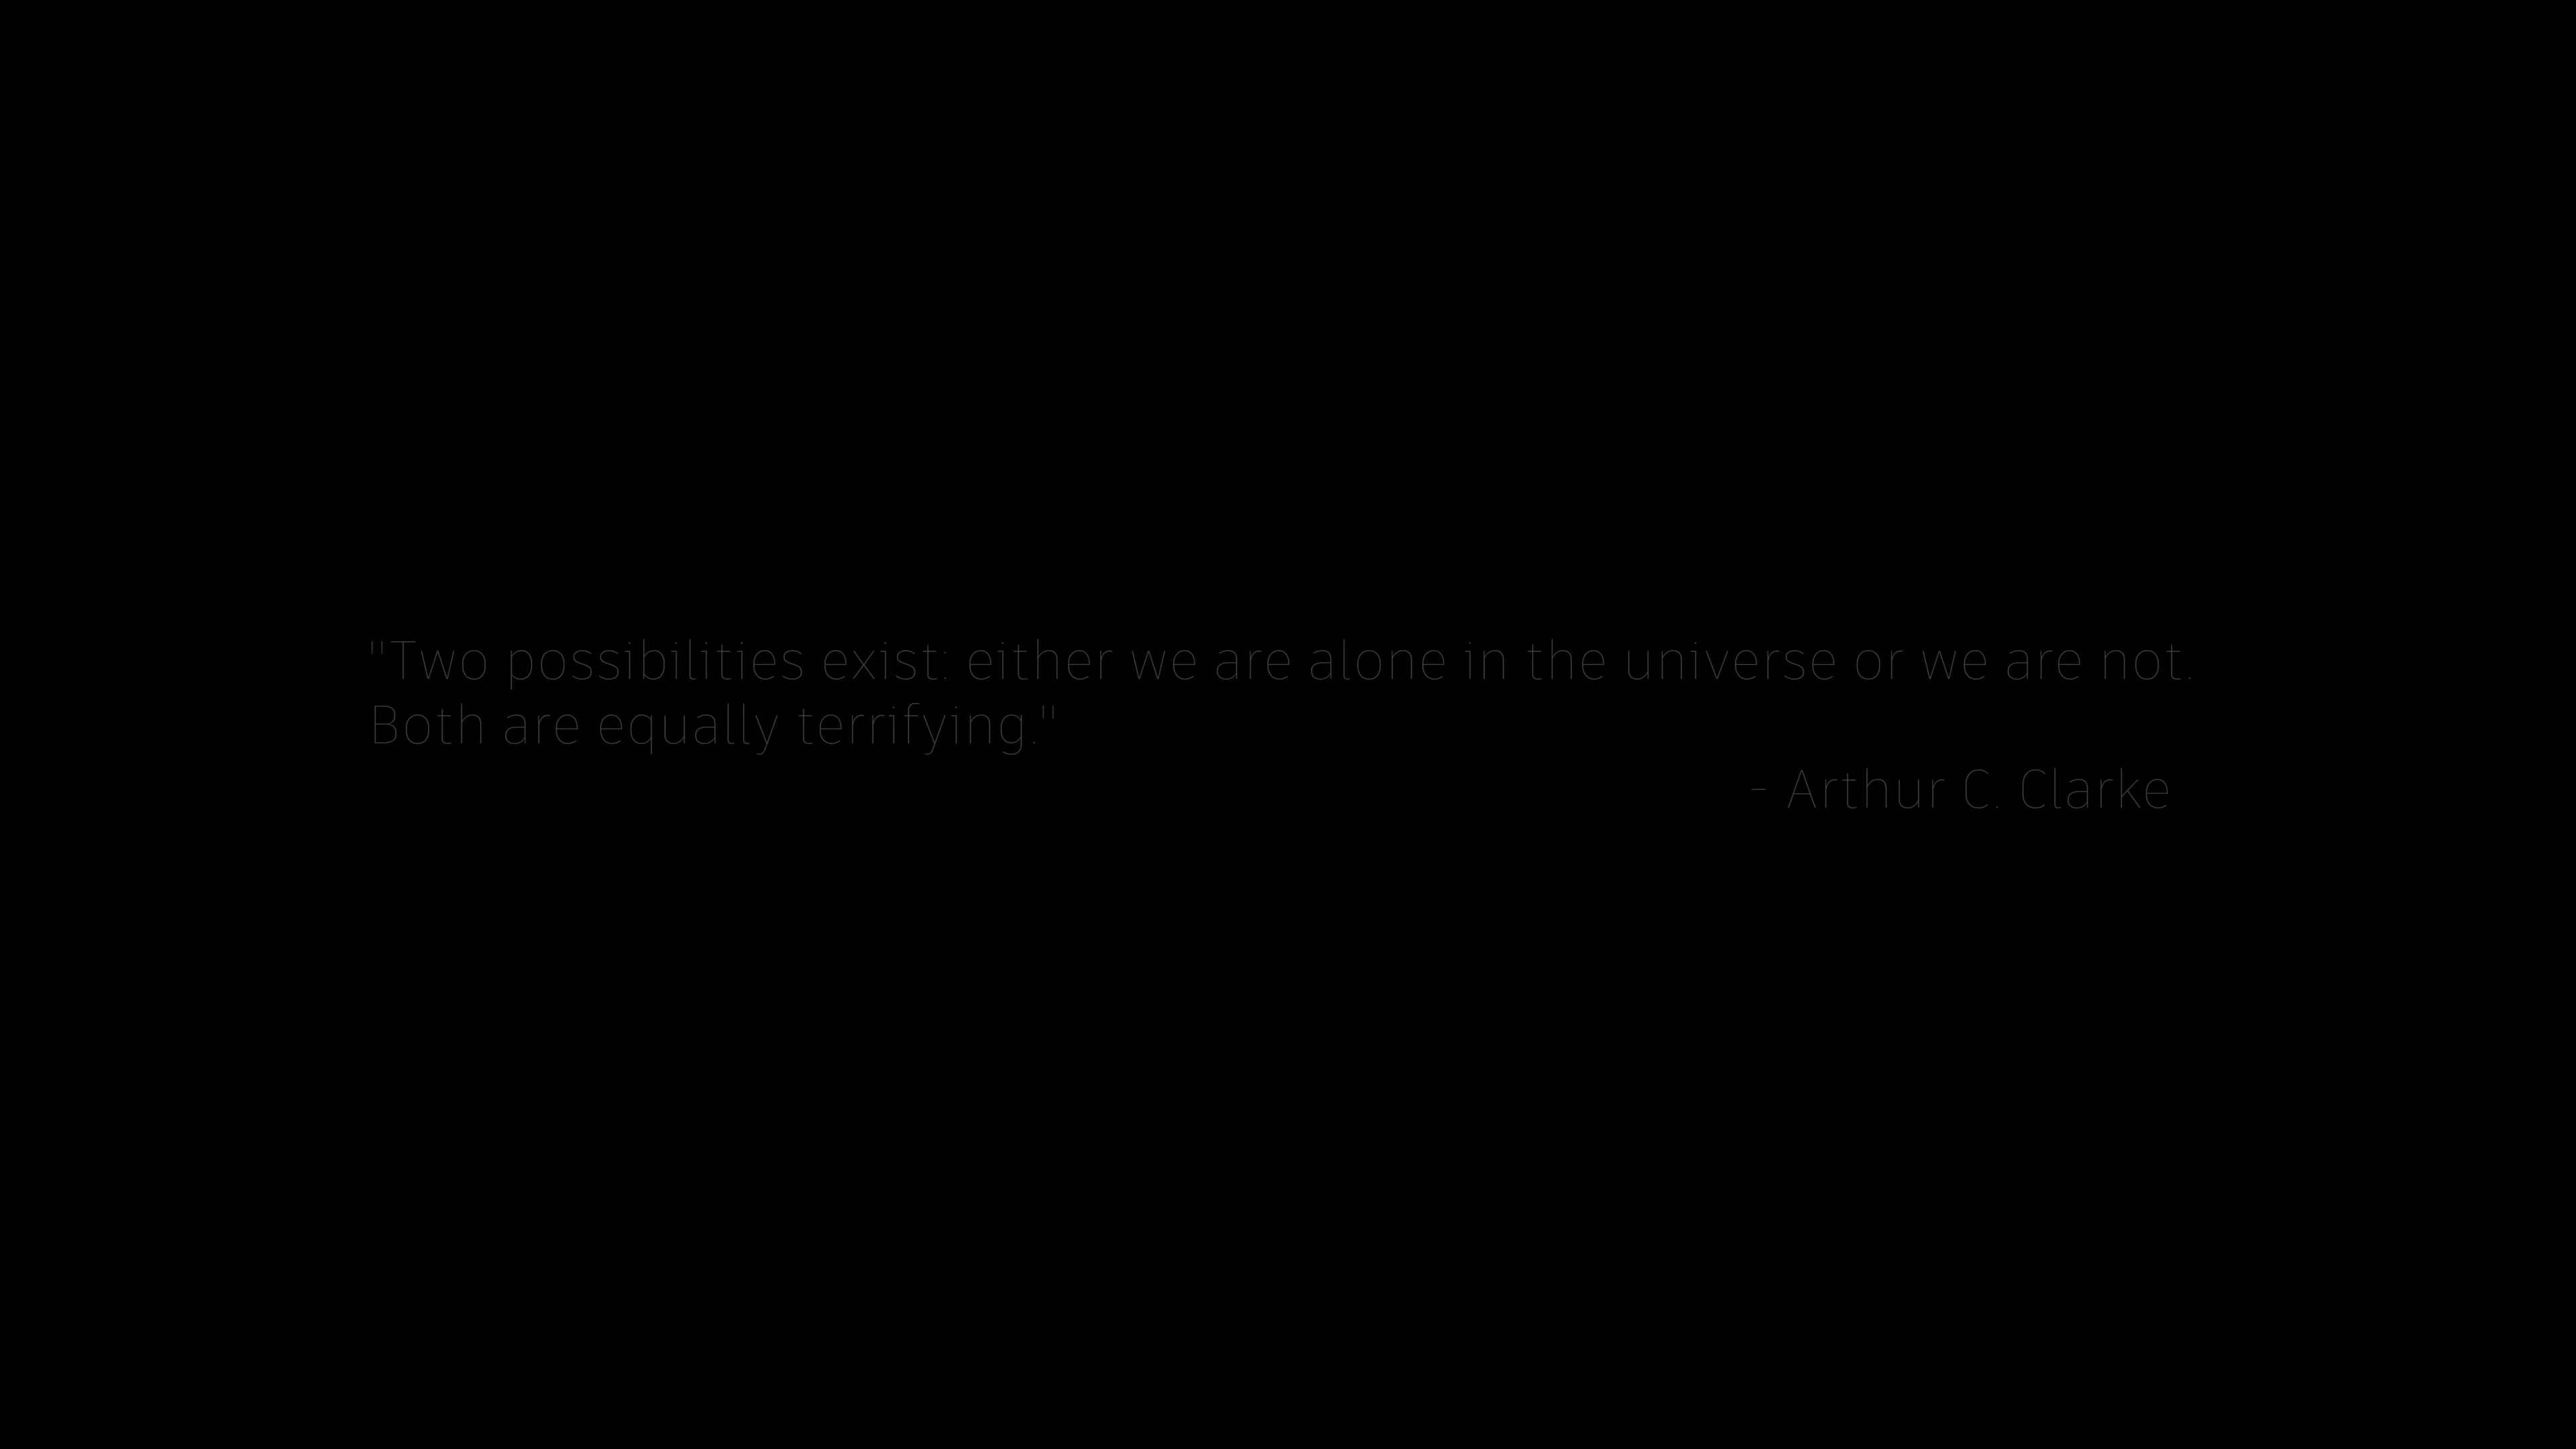 "Two possibilities exist: either we are alone in the universe or we are not.
Both are equally terrifying."
- Arthur C. Clarke